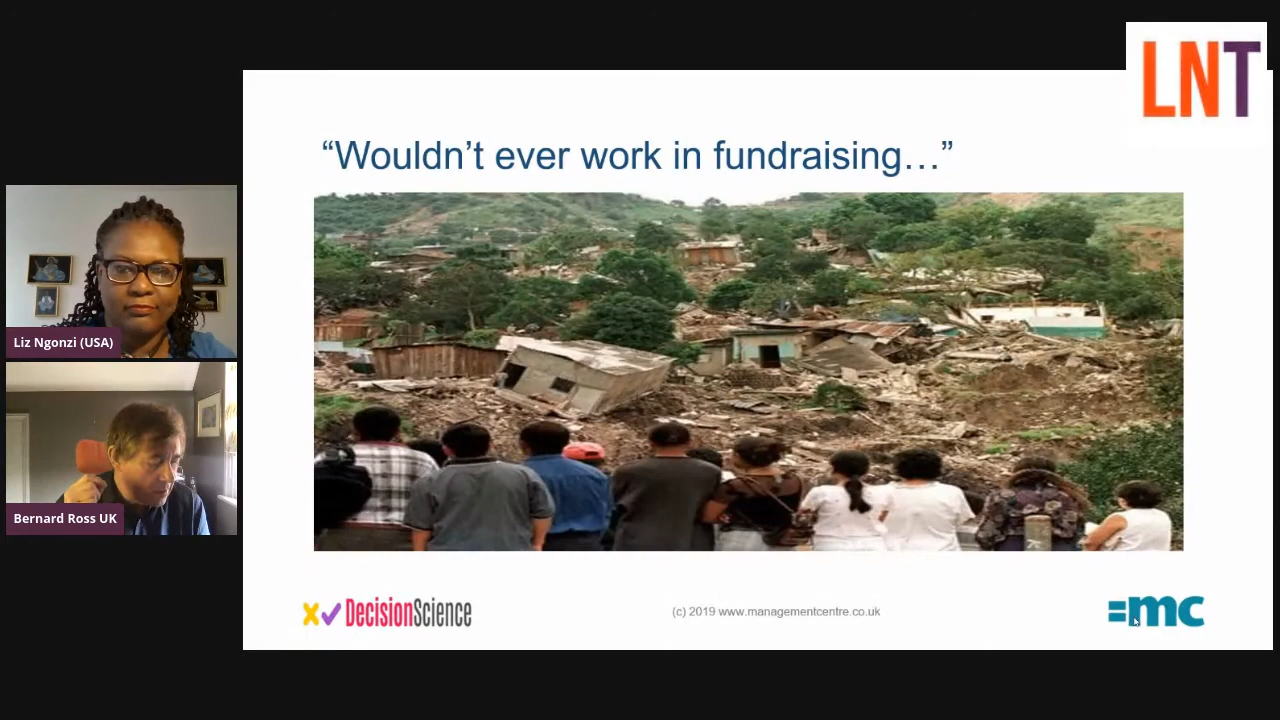 LNT
“Wouldn’t ever work in fundraising…”
Liz Ngonzi (USA)
Bernard Ross UK
DecisionScience
(c) 2019 www.managementcentre.co.uk
=mc